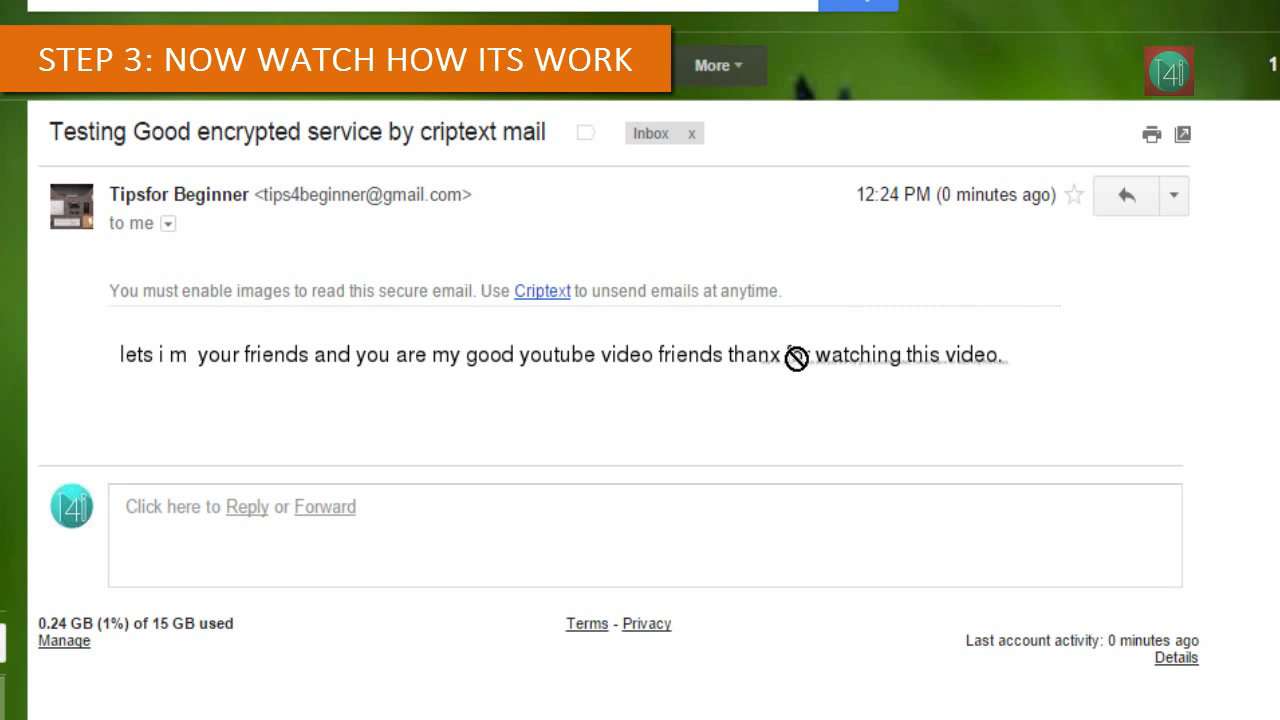 STEP 3: NOW WATCH HOW ITS WORK
More
T4i
1
Testing Good encrypted service by criptext mail
Inbox x
Tipsfor Beginner <tips4beginner@gmail.com>
12:24 PM (0 minutes ago)
to me
You must enable images to read this secure email. Use Criptext to unsend emails at anytime.
lets i m your friends and you are my good youtube video friends thanx watching this video.
T4i
Click here to Reply or Forward
0.24 GB (1%) of 15 GB used
Manage
Terms - Privacy
Last account activity: 0 minutes ago
Details